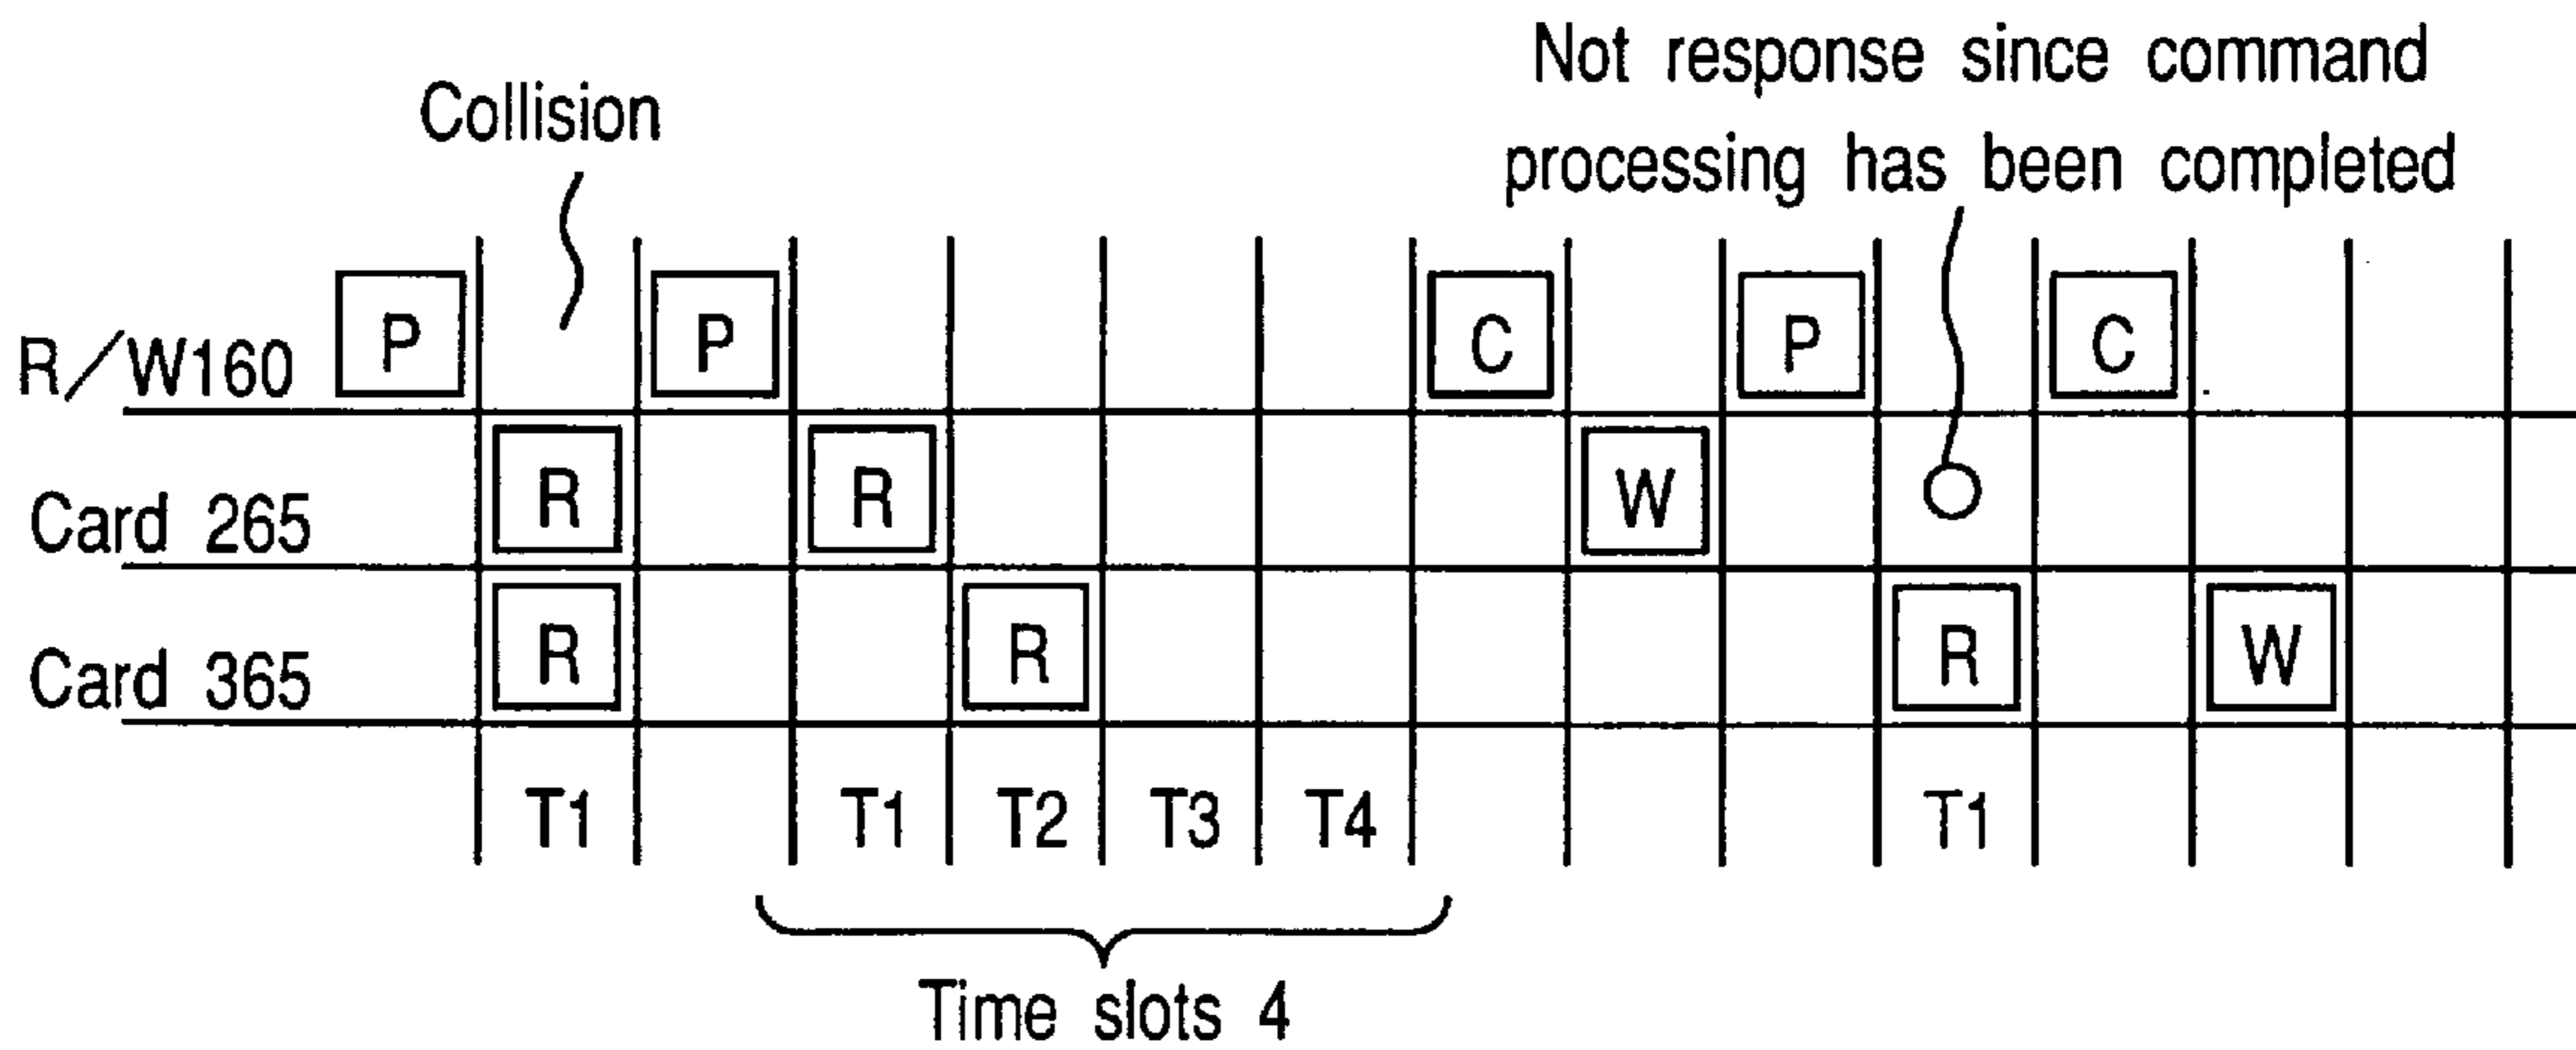 Not response since command
processing has been completed
Collision
R/W160 P P C P C
Card 265 R R W
Card 365 R R R W
T1 T1 T2 T3 T4 T1
Time slots 4